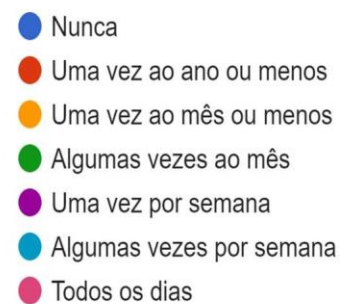 Nunca
Uma vez ao ano ou menos
Uma vez ao mês ou menos
Algumas vezes ao mês
Uma vez por semana
Algumas vezes por semana
Todos os dias